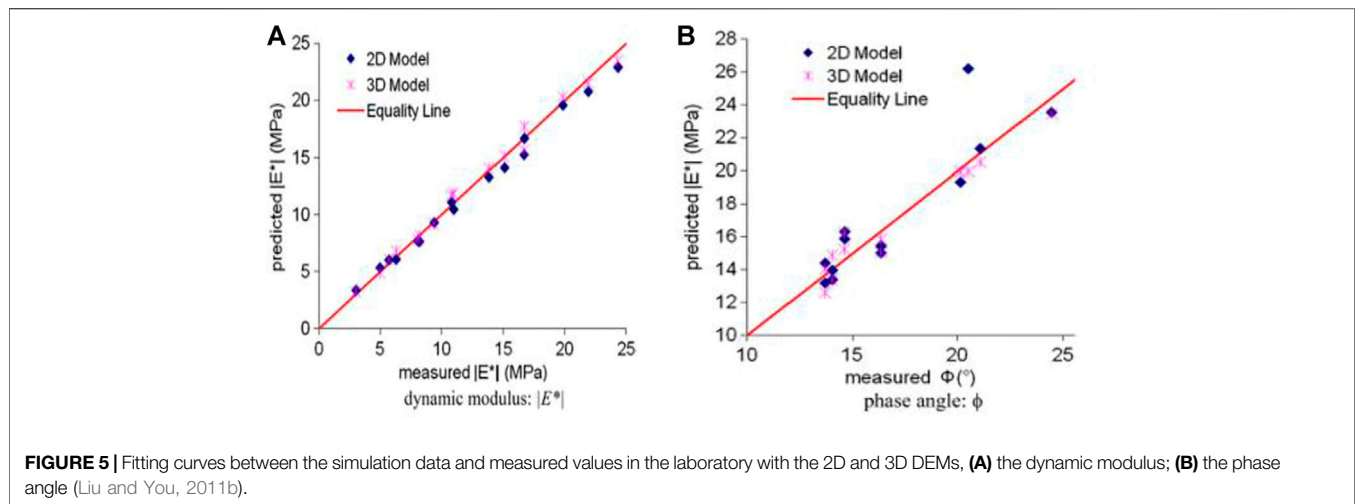 A
25
20
15
10
5
0
predicted |E*| (MPa)
2D Model
3D Model
Equality Line
0 5 10 15 20 25
measured |E*| (MPa)
dynamic modulus: |E*|
B
28
26
24
22
20
18
16
14
12
10
predicted |E*| (MPa)
2D Model
3D Model
Equality Line
10 15 20 25
measured Φ(°)
phase angle: ϕ
FIGURE 5 | Fitting curves between the simulation data and measured values in the laboratory with the 2D and 3D DEMs, (A) the dynamic modulus; (B) the phase
angle (Liu and You, 2011b).